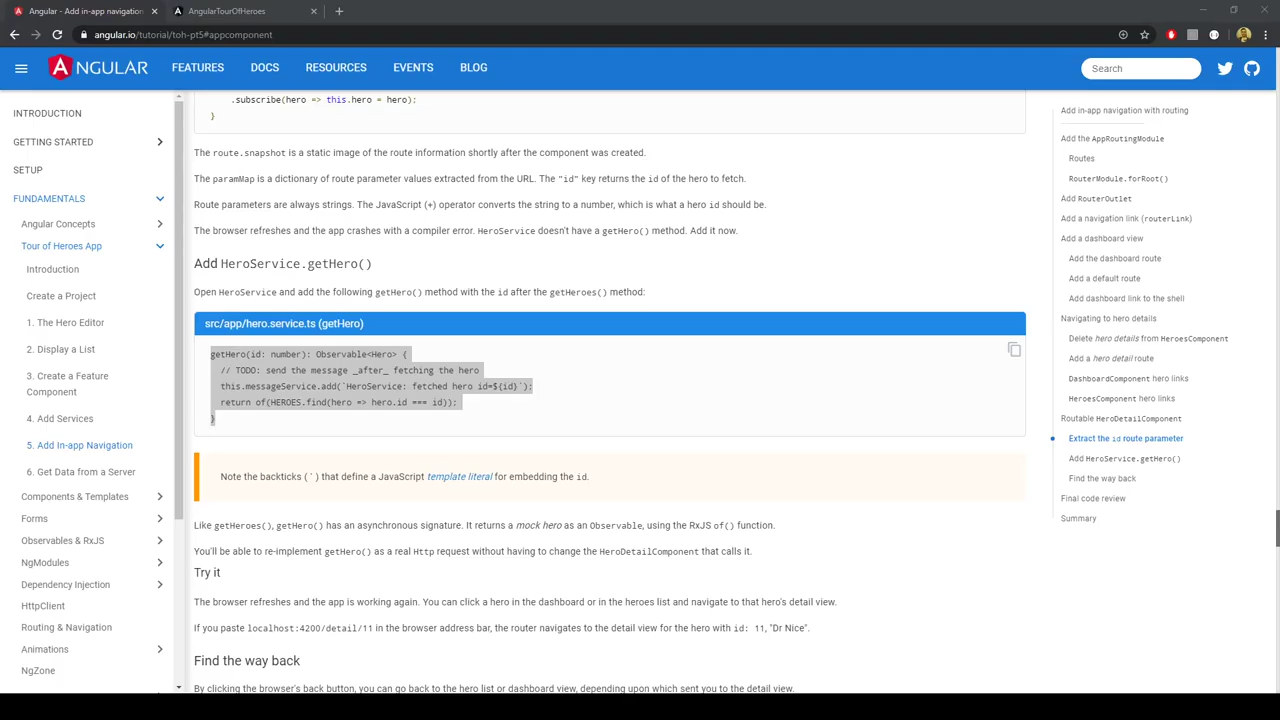 Angular - Add in-app navigation
AngularTourOfHeroes
angular.io/tutorial/toh-pt5#appcomponent
ANGULAR
FEATURES
DOCS
RESOURCES
EVENTS
BLOG
Search
INTRODUCTION
GETTING STARTED
SETUP
FUNDAMENTALS
Angular Concepts
Tour of Heroes App
Introduction
Create a Project
1. The Hero Editor
2. Display a List
3. Create a Feature
Component
4. Add Services
5. Add In-app Navigation
6. Get Data from a Server
Components & Templates
Forms
Observables & RxJS
NgModules
Dependency Injection
HttpClient
Routing & Navigation
Animations
NgZone
.subscribe(hero => this.hero = hero);
}
The route.snapshot is a static image of the route information shortly after the component was created.
The paramMap is a dictionary of route parameter values extracted from the URL. The "id" key returns the id of the hero to fetch.
Route parameters are always strings. The JavaScript (+) operator converts the string to a number, which is what a hero id should be.
The browser refreshes and the app crashes with a compiler error. HeroService doesn't have a getHero() method. Add it now.
Add HeroService.getHero()
Open HeroService and add the following getHero() method with the id after the getHeroes() method:
src/app/hero.service.ts (getHero)
getHero(id: number): Observable<Hero> {
// TODO: send the message _after_ fetching the hero
this.messageService.add(`HeroService: fetched hero id=${id}`);
return of(HEROES.find(hero => hero.id === id));
}
Note the backticks ( ` ) that define a JavaScript template literal for embedding the id.
Like getHeroes(), getHero() has an asynchronous signature. It returns a mock hero as an Observable, using the RxJS of() function.
You'll be able to re-implement getHero() as a real Http request without having to change the HeroDetailComponent that calls it.
Try it
The browser refreshes and the app is working again. You can click a hero in the dashboard or in the heroes list and navigate to that hero's detail view.
If you paste localhost:4200/detail/11 in the browser address bar, the router navigates to the detail view for the hero with id: 11, "Dr Nice".
Find the way back
By clicking the browser's back button, you can go back to the hero list or dashboard view, depending upon which sent you to the detail view.
Add in-app navigation with routing
Add the AppRoutingModule
Routes
RouterModule.forRoot()
Add RouterOutlet
Add a navigation link (routerLink)
Add a dashboard view
Add the dashboard route
Add a default route
Add dashboard link to the shell
Navigating to hero details
Delete hero details from HeroesComponent
Add a hero detail route
DashboardComponent hero links
HeroesComponent hero links
Routable HeroDetailComponent
Extract the id route parameter
Add HeroService.getHero()
Find the way back
Final code review
Summary